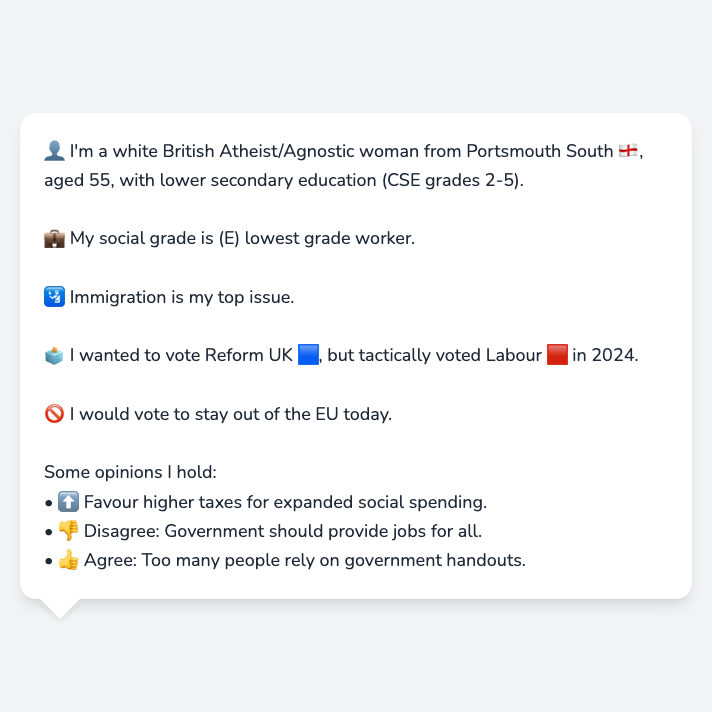 👤 I'm a white British Atheist/Agnostic woman from Portsmouth South 🏴󠁧󠁢󠁥󠁮󠁧󠁿,
aged 55, with lower secondary education (CSE grades 2-5).
💼 My social grade is (E) lowest grade worker.
🛂 Immigration is my top issue.
🗳️ I wanted to vote Reform UK 🟦, but tactically voted Labour 🟥 in 2024.
🚫 I would vote to stay out of the EU today.
Some opinions I hold:
• ⬆️ Favour higher taxes for expanded social spending.
• 👎 Disagree: Government should provide jobs for all.
• 👍 Agree: Too many people rely on government handouts.